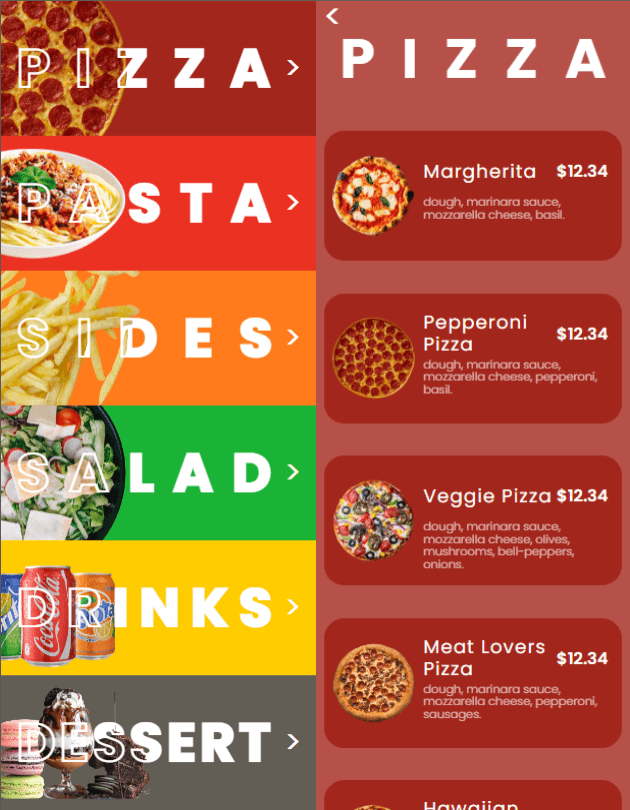 PIZZA >
PASTA >
SIDES >
SALAD >
DRINKS >
Coca-Cola
DESSERT >
<
PIZZA
Margherita $12.34
dough, marinara sauce,
mozzarella cheese, basil.
Pepperoni
Pizza $12.34
dough, marinara sauce,
mozzarella cheese, pepperoni,
basil.
Veggie Pizza $12.34
dough, marinara sauce,
mozzarella cheese, olives,
mushrooms, bell-peppers,
onions.
Meat Lovers
Pizza $12.34
dough, marinara sauce,
mozzarella cheese, pepperoni,
sausages.
Hawaiian